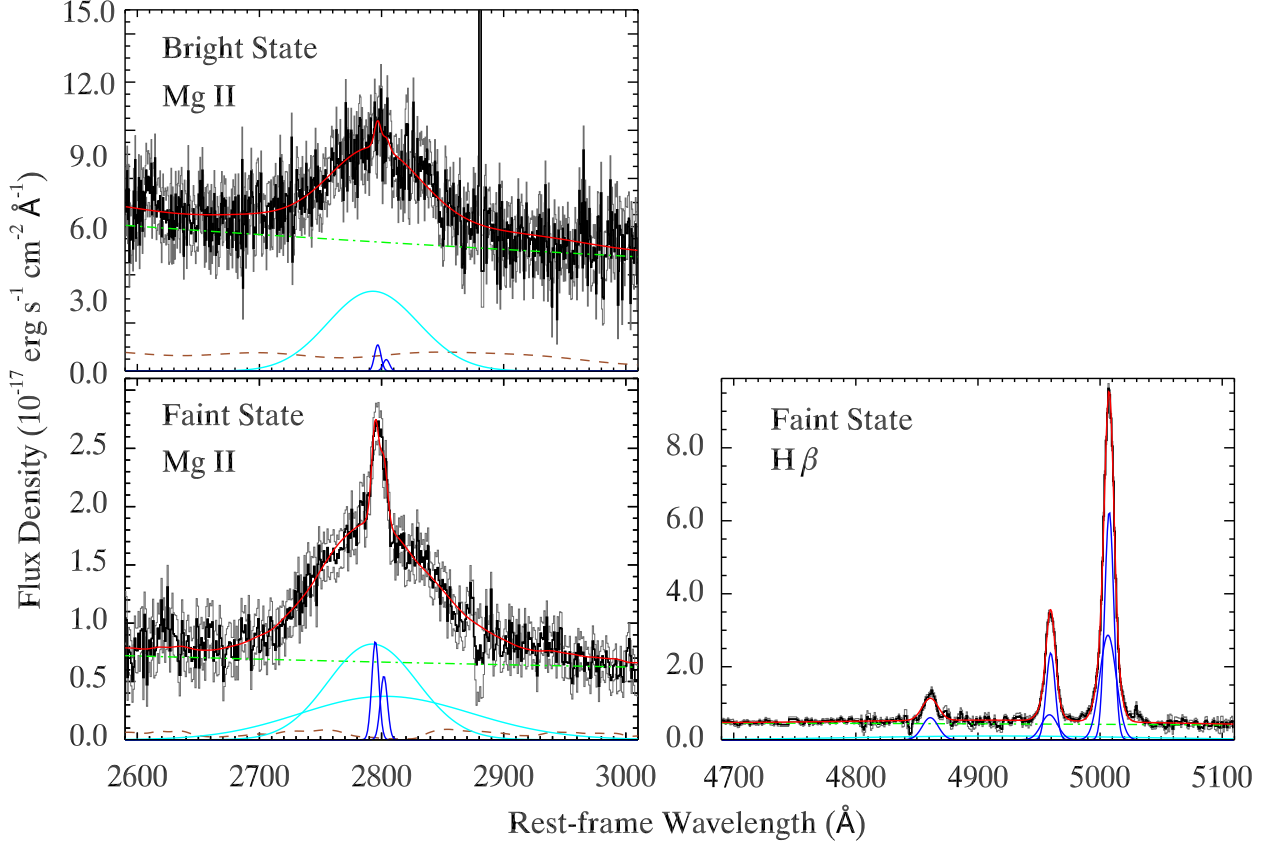 15.0
Bright State
Mg II
12.0
9.0
6.0
3.0
0.0
Flux Density (10⁻¹⁷ erg s⁻¹ cm⁻² Å⁻¹)
Faint State
Mg II
2.5
2.0
1.5
1.0
0.5
0.0
2600 2700 2800 2900 3000
Faint State
H β
8.0
6.0
4.0
2.0
0.0
4700 4800 4900 5000 5100
Rest-frame Wavelength (Å)